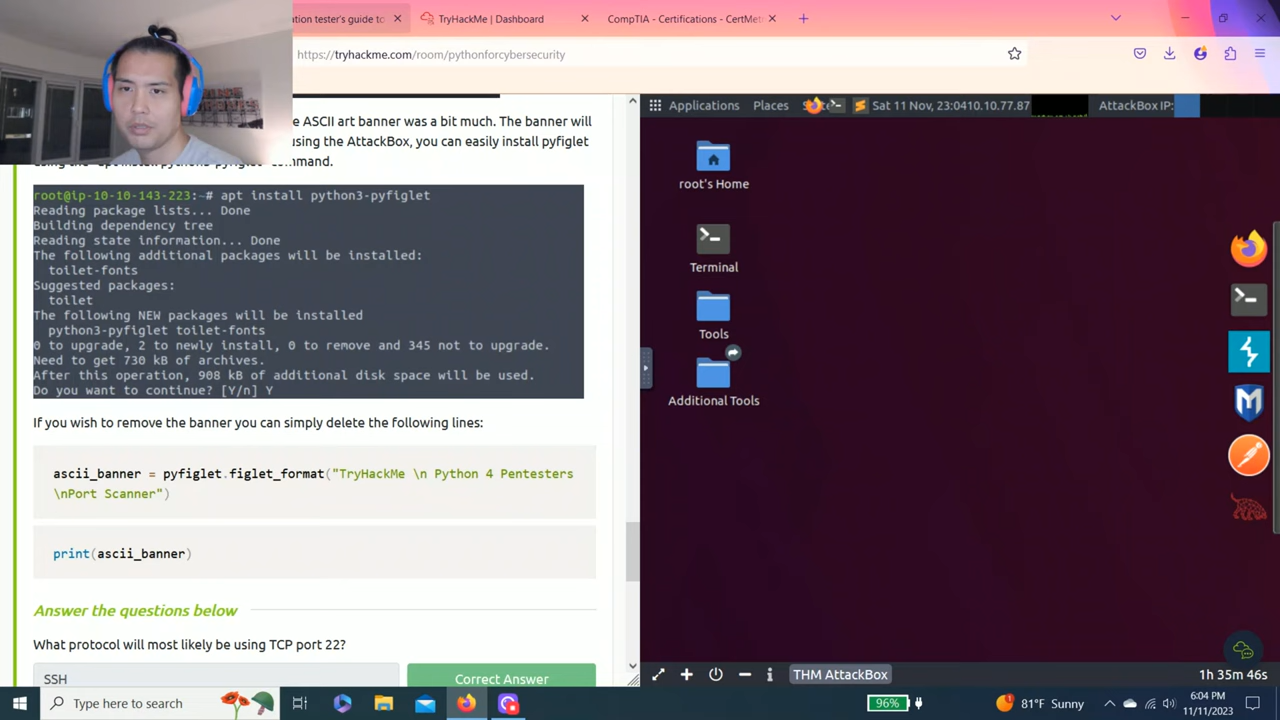 tion tester's guide to
TryHackMe | Dashboard
CompTIA - Certifications - CertMet
https://tryhackme.com/room/pythonforcybersecurity
Applications
Places
Sat 11 Nov, 23:04
10.10.77.87
AttackBox IP:
e ASCII art banner was a bit much. The banner will
using the AttackBox, you can easily install pyfiglet
command.
root@ip-10-10-143-223:~# apt install python3-pyfiglet
Reading package lists... Done
Building dependency tree
Reading state information... Done
The following additional packages will be installed:
toilet-fonts
Suggested packages:
toilet
The following NEW packages will be installed
python3-pyfiglet toilet-fonts
0 to upgrade, 2 to newly install, 0 to remove and 345 not to upgrade.
Need to get 730 kB of archives.
After this operation, 908 kB of additional disk space will be used.
Do you want to continue? [Y/n] Y
If you wish to remove the banner you can simply delete the following lines:
ascii_banner = pyfiglet.figlet_format("TryHackMe \n Python 4 Pentesters
\nPort Scanner")
print(ascii_banner)
Answer the questions below
What protocol will most likely be using TCP port 22?
SSH
Correct Answer
root's Home
Terminal
Tools
Additional Tools
THM AttackBox
1h 35m 46s
Type here to search
96%
81°F Sunny
6:04 PM
11/11/2023